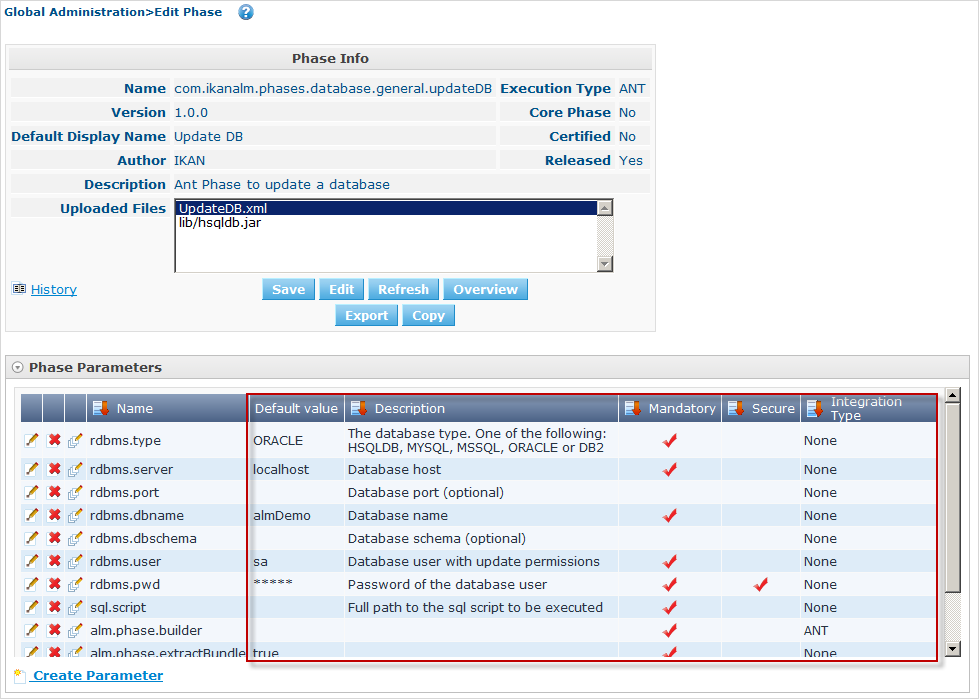 Global Administration>Edit Phase ?
Phase Info
Name com.ikanalm.phases.database.general.updateDB Execution Type ANT
Version 1.0.0 Core Phase No
Default Display Name Update DB Certified No
Author IKAN Released Yes
Description Ant Phase to update a database
Uploaded Files UpdateDB.xml
lib/hsqldb.jar
History Save Edit Refresh Overview
Export Copy
Phase Parameters
Name Default value Description Mandatory Secure Integration Type
rdbms.type ORACLE The database type. One of the following: HSQLDB, MYSQL, MSSQL, ORACLE or DB2 None
rdbms.server localhost Database host None
rdbms.port Database port (optional) None
rdbms.dbname almDemo Database name None
rdbms.dbschema Database schema (optional) None
rdbms.user sa Database user with update permissions None
rdbms.pwd ***** Password of the database user None
sql.script Full path to the sql script to be executed None
alm.phase.builder ANT
alm.phase.extractBundle true None
Create Parameter